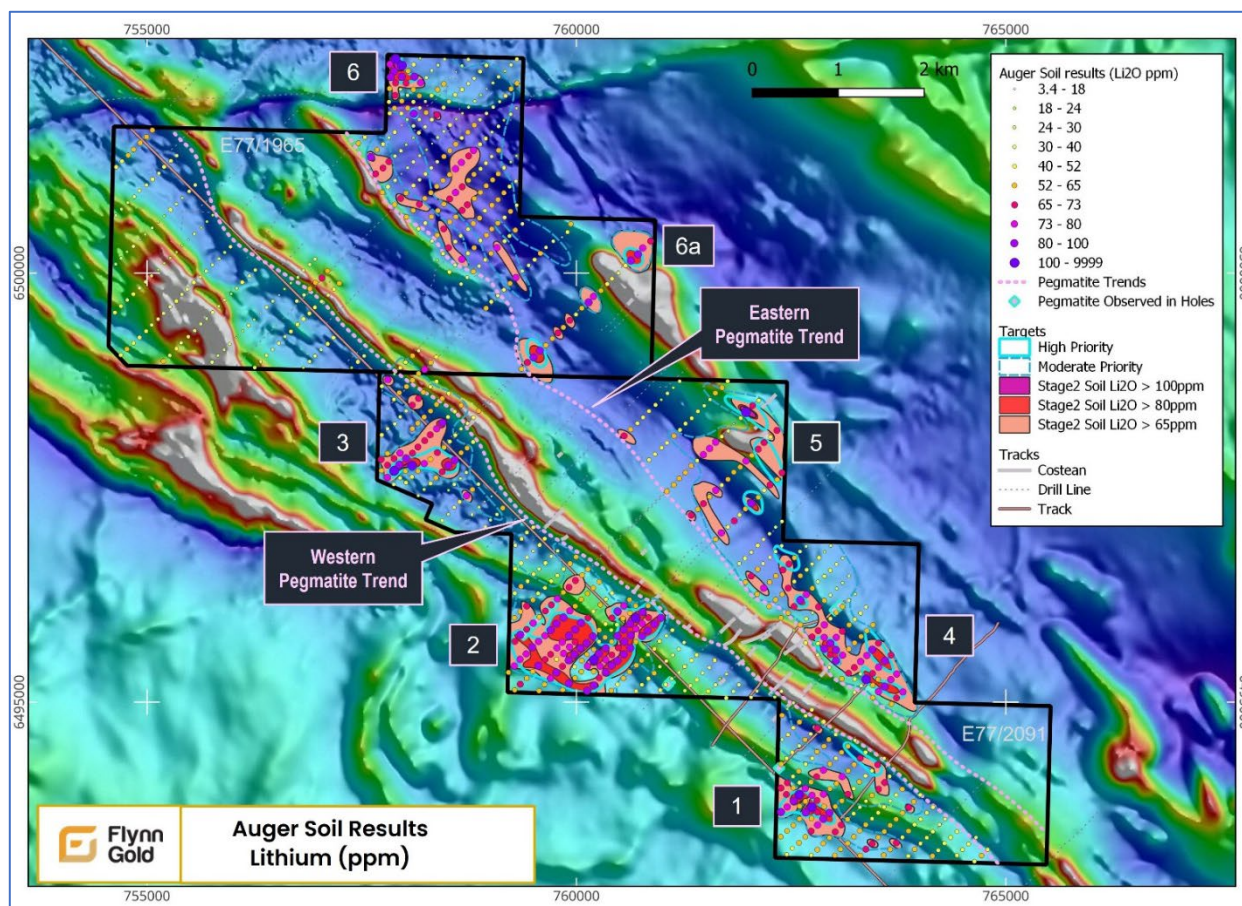 755000
760000
765000
6
0
1
2 km
E77/1965
Auger Soil results (Li2O ppm)
3.4 - 18
18 - 24
24 - 30
30 - 40
40 - 52
52 - 65
65 - 73
73 - 80
80 - 100
100 - 9999
Pegmatite Trends
Pegmatite Observed in Holes
Targets
High Priority
Moderate Priority
Stage2 Soil Li2O > 100ppm
Stage2 Soil Li2O > 80ppm
Stage2 Soil Li2O > 65ppm
Tracks
Costean
Drill Line
Track
6a
6500000
6500000
Eastern
Pegmatite Trend
3
5
Western
Pegmatite Trend
2
4
6495000
6495000
E77/2091
1
Flynn
Gold
Auger Soil Results
Lithium (ppm)
755000
760000
765000